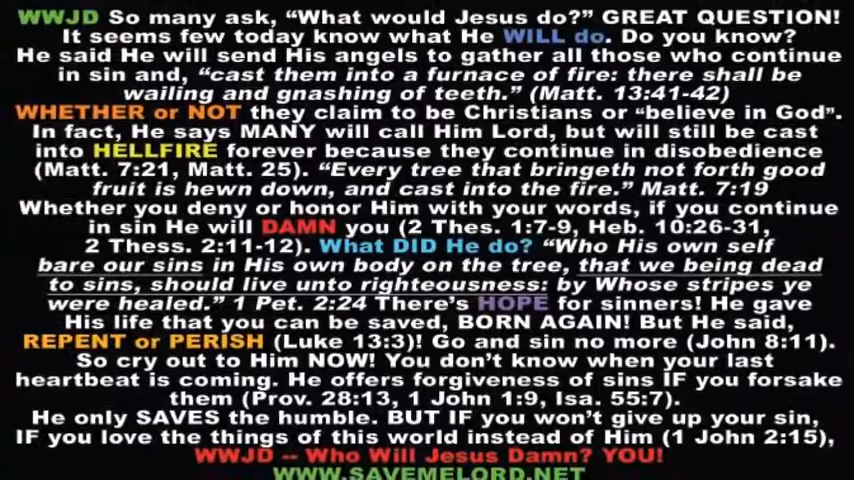 WWJD So many ask, “What would Jesus do?” GREAT QUESTION!
It seems few today know what He WILL do. Do you know?
He said He will send His angels to gather all those who continue
in sin and, “cast them into a furnace of fire: there shall be
wailing and gnashing of teeth.” (Matt. 13:41-42)
WHETHER or NOT they claim to be Christians or “believe in God”.
In fact, He says MANY will call Him Lord, but will still be cast
into HELLFIRE forever because they continue in disobedience
(Matt. 7:21, Matt. 25). “Every tree that bringeth not forth good
fruit is hewn down, and cast into the fire.” Matt. 7:19
Whether you deny or honor Him with your words, if you continue
in sin He will DAMN you (2 Thes. 1:7-9, Heb. 10:26-31,
2 Thess. 2:11-12). What DID He do? “Who His own self
bare our sins in His own body on the tree, that we being dead
to sins, should live unto righteousness: by Whose stripes ye
were healed.” 1 Pet. 2:24 There’s HOPE for sinners! He gave
His life that you can be saved, BORN AGAIN! But He said,
REPENT or PERISH (Luke 13:3)! Go and sin no more (John 8:11).
So cry out to Him NOW! You don’t know when your last
heartbeat is coming. He offers forgiveness of sins IF you forsake
them (Prov. 28:13, 1 John 1:9, Isa. 55:7).
He only SAVES the humble. BUT IF you won’t give up your sin,
IF you love the things of this world instead of Him (1 John 2:15),
WWJD -- Who Will Jesus Damn? YOU!
WWW.SAVEMELORD.NET